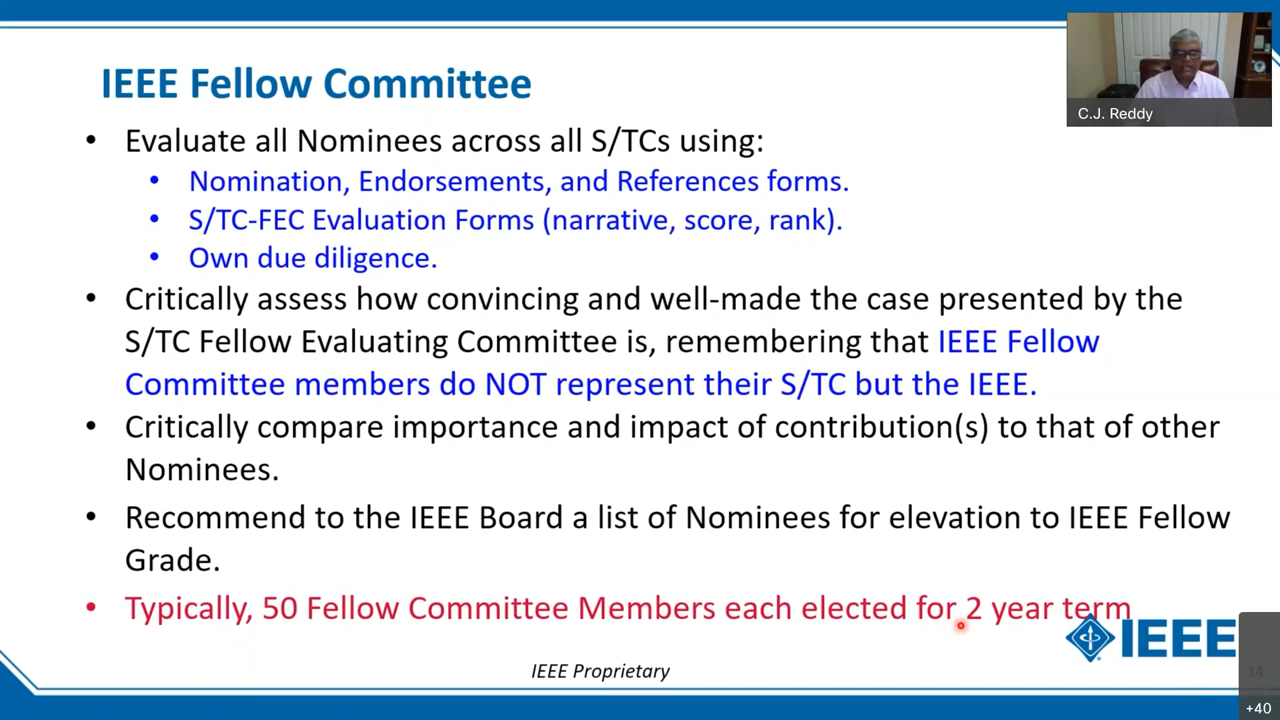 IEEE Fellow Committee
C.J. Reddy
• Evaluate all Nominees across all S/TCs using:
• Nomination, Endorsements, and References forms.
• S/TC-FEC Evaluation Forms (narrative, score, rank).
• Own due diligence.
• Critically assess how convincing and well-made the case presented by the
S/TC Fellow Evaluating Committee is, remembering that IEEE Fellow
Committee members do NOT represent their S/TC but the IEEE.
• Critically compare importance and impact of contribution(s) to that of other
Nominees.
• Recommend to the IEEE Board a list of Nominees for elevation to IEEE Fellow
Grade.
• Typically, 50 Fellow Committee Members each elected for 2 year term
IEEE
IEEE Proprietary
14
+40